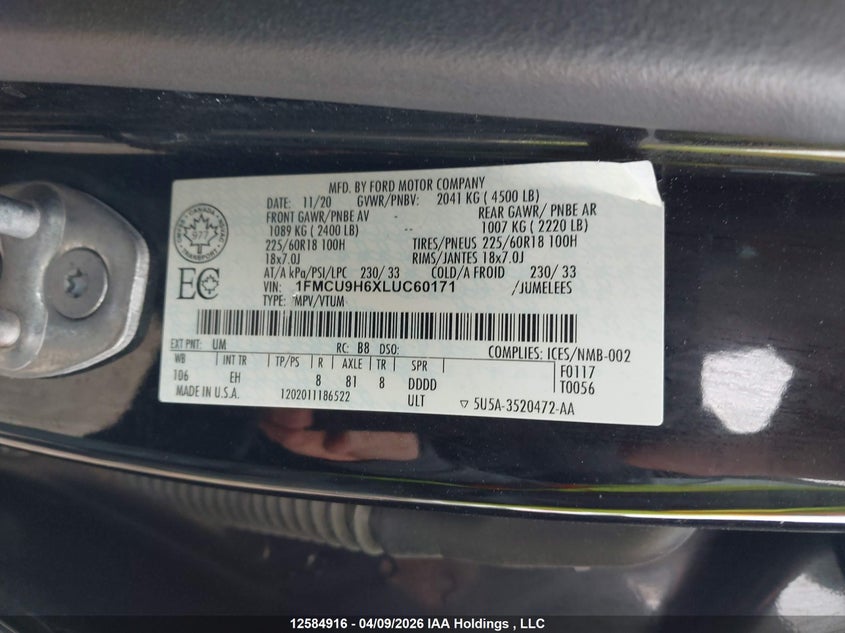 MFD. BY FORD MOTOR COMPANY
DATE: 11/20 GVWR/PNBV: 2041 KG ( 4500 LB)
FRONT GAWR/PNBE AV REAR GAWR/ PNBE AR
1089 KG ( 2400 LB) 1007 KG ( 2220 LB)
225/60R18 100H TIRES/PNEUS 225/60R18 100H
18x7.0J RIMS/JANTES 18x7.0J
AT/A kPa/PSI/LPC 230/ 33 COLD/A FROID 230/ 33
VIN: 1FMCU9H6XLUC60171 /JUMELEES
TYPE: MPV/VTUM
CANADA
977
TRANSPORT
EC
EXT PNT: UM RC: B8 DSO: COMPLIES: ICES/NMB-002
WB INT TR TP/PS R AXLE TR SPR F0117
106 EH 8 81 8 DDDD T0056
MADE IN U.S.A. 1202011186522 ULT ▽ 5U5A-3520472-AA
12584916 - 04/09/2026 IAA Holdings , LLC